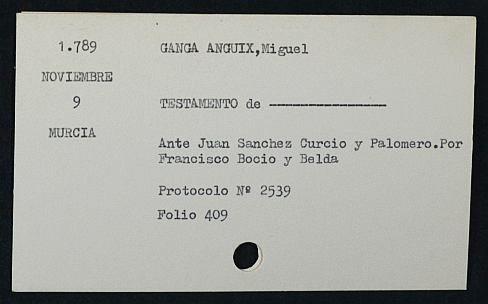 1.789
GANGA ANGUIX,Miguel
NOVIEMBRE
9
TESTAMENTO de ---------------
MURCIA
Ante Juan Sanchez Curcio y Palomero.Por
Francisco Bocio y Belda
Protocolo Nº 2539
Folio 409